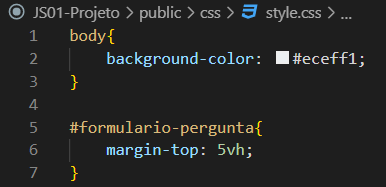 JS01-Projeto > public > css > style.css > ...
1 body{
2 background-color: #eceff1;
3 }
4
5 #formulario-pergunta{
6 margin-top: 5vh;
7 }